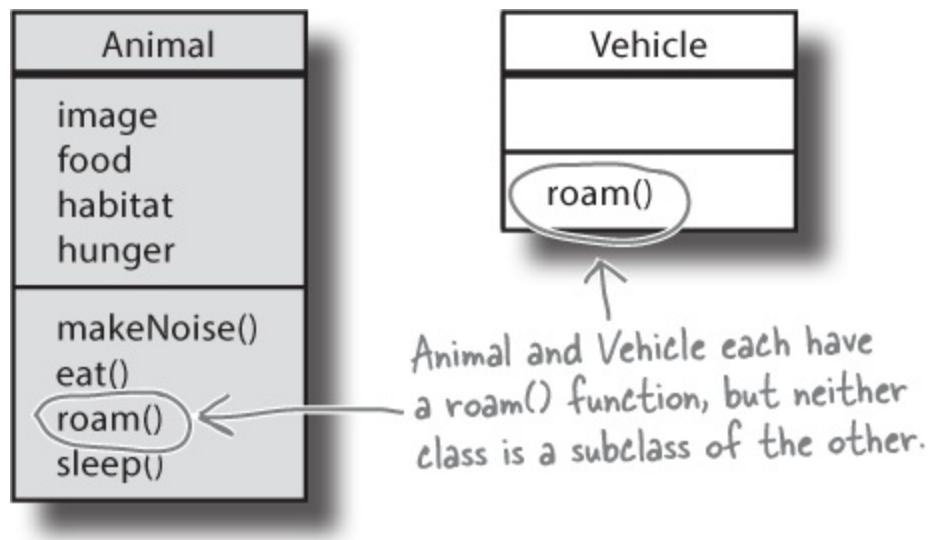 Animal
image
food
habitat
hunger
makeNoise()
eat()
roam()
sleep()
Vehicle
roam()
Animal and Vehicle each have
a roam() function, but neither
class is a subclass of the other.